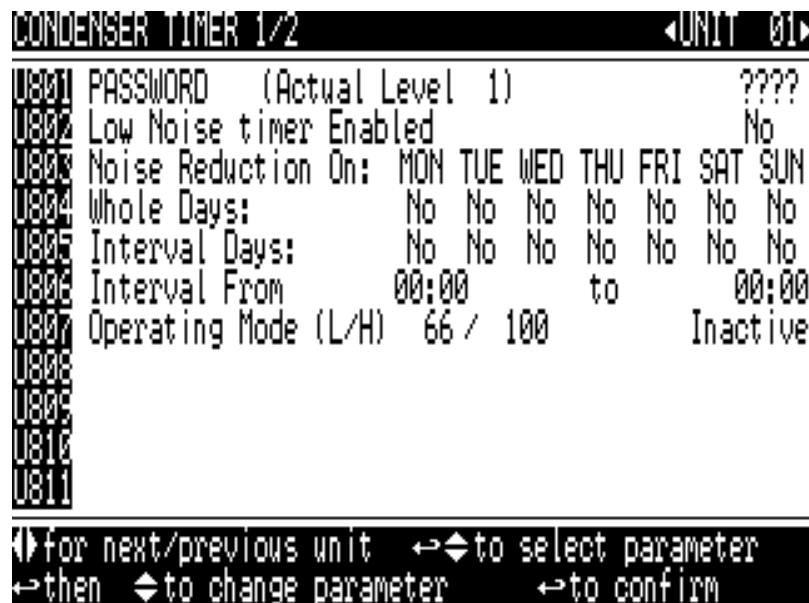 CONDENSER TIMER 1/2 ◄UNIT 01►
U801 PASSWORD (Actual Level 1) ????
U802 Low Noise timer Enabled No
U803 Noise Reduction On: MON TUE WED THU FRI SAT SUN
U804 Whole Days: No No No No No No No
U805 Interval Days: No No No No No No No
U806 Interval From 00:00 to 00:00
U807 Operating Mode (L/H) 66 / 100 Inactive
U808
U809
U810
U811
◄►for next/previous unit ↩◆to select parameter
↩then ◆to change parameter ↩to confirm